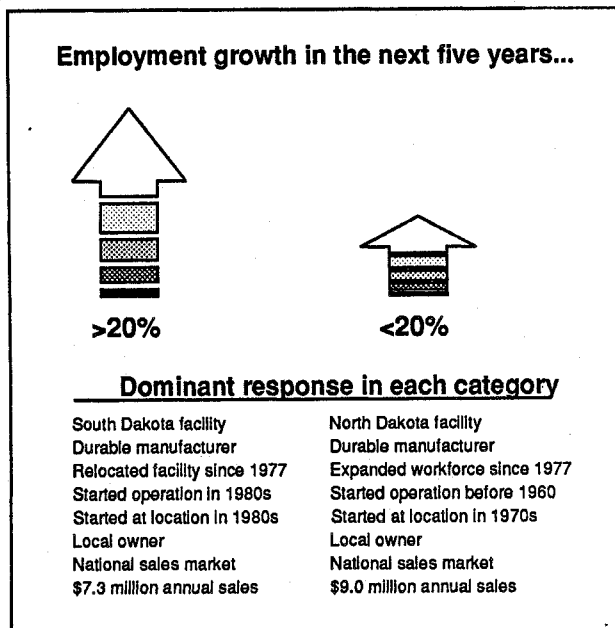 Employment growth in the next five years...
>20%
<20%
Dominant response in each category
South Dakota facility
Durable manufacturer
Relocated facility since 1977
Started operation in 1980s
Started at location in 1980s
Local owner
National sales market
$7.3 million annual sales
North Dakota facility
Durable manufacturer
Expanded workforce since 1977
Started operation before 1960
Started at location in 1970s
Local owner
National sales market
$9.0 million annual sales